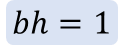 bh = 1